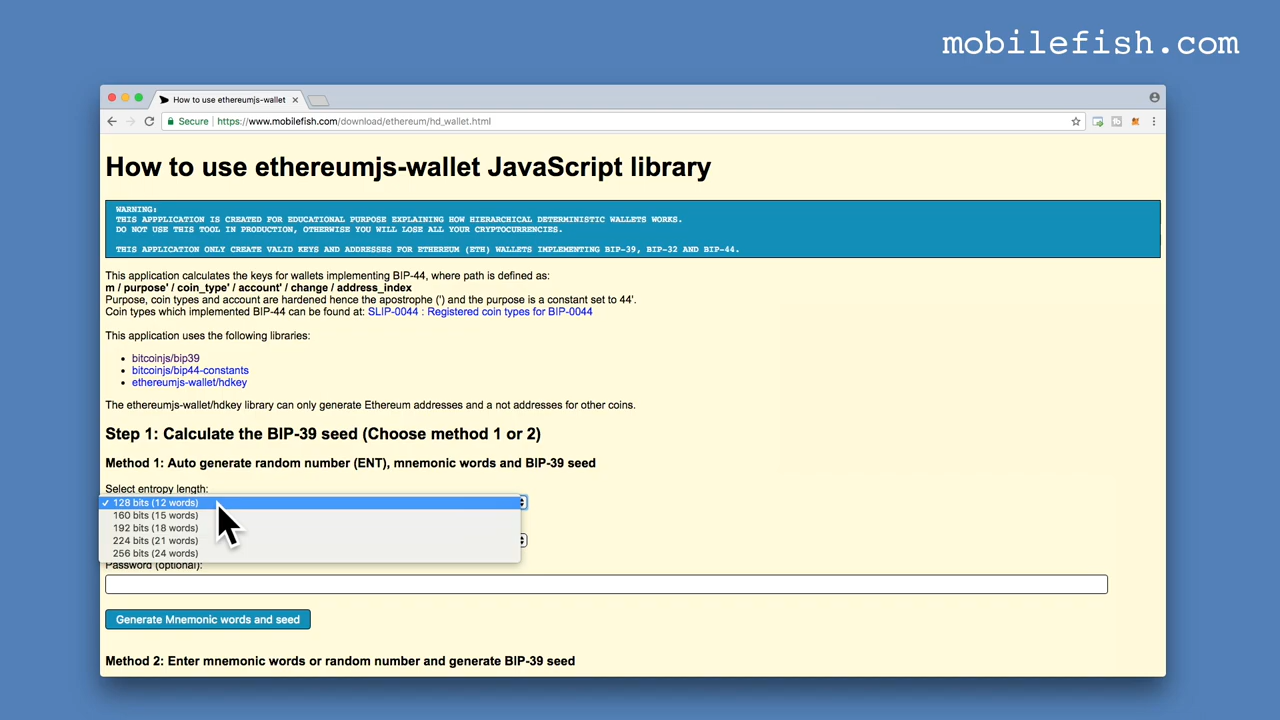 mobilefish.com
How to use ethereumjs-wallet
Secure | https://www.mobilefish.com/download/ethereum/hd_wallet.html
How to use ethereumjs-wallet JavaScript library
WARNING:
THIS APPPLICATION IS CREATED FOR EDUCATIONAL PURPOSE EXPLAINING HOW HIERARCHICAL DETERMINISTIC WALLETS WORKS.
DO NOT USE THIS TOOL IN PRODUCTION, OTHERWISE YOU WILL LOSE ALL YOUR CRYPTOCURRENCIES.
THIS APPLICATION ONLY CREATE VALID KEYS AND ADDRESSES FOR ETHEREUM (ETH) WALLETS IMPLEMENTING BIP-39, BIP-32 AND BIP-44.
This application calculates the keys for wallets implementing BIP-44, where path is defined as:
m / purpose' / coin_type' / account' / change / address_index
Purpose, coin types and account are hardened hence the apostrophe (') and the purpose is a constant set to 44'.
Coin types which implemented BIP-44 can be found at: SLIP-0044 : Registered coin types for BIP-0044
This application uses the following libraries:
• bitcoinjs/bip39
• bitcoinjs/bip44-constants
• ethereumjs-wallet/hdkey
The ethereumjs-wallet/hdkey library can only generate Ethereum addresses and a not addresses for other coins.
Step 1: Calculate the BIP-39 seed (Choose method 1 or 2)
Method 1: Auto generate random number (ENT), mnemonic words and BIP-39 seed
Select entropy length:
✓ 128 bits (12 words)
160 bits (15 words)
192 bits (18 words)
224 bits (21 words)
256 bits (24 words)
Password (optional):
Generate Mnemonic words and seed
Method 2: Enter mnemonic words or random number and generate BIP-39 seed